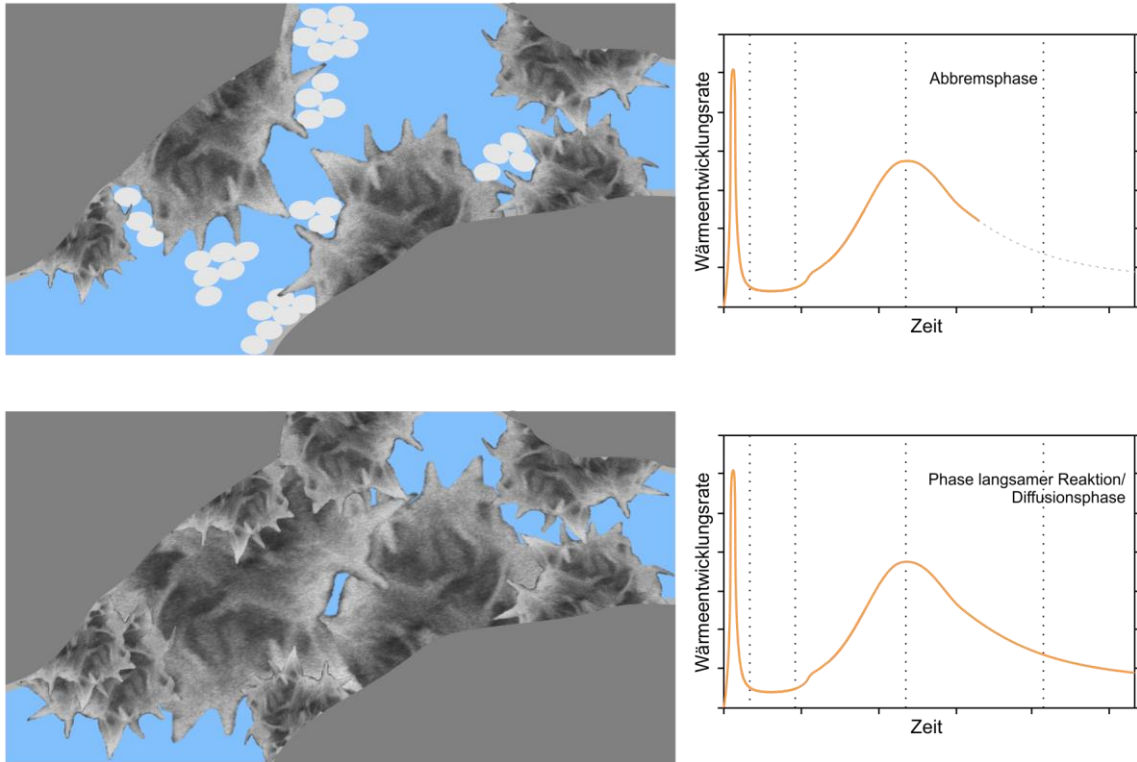 Wärmeentwicklungsrate
Abbremsphase
Zeit
Wärmeentwicklungsrate
Phase langsamer Reaktion/
Diffusionsphase
Zeit